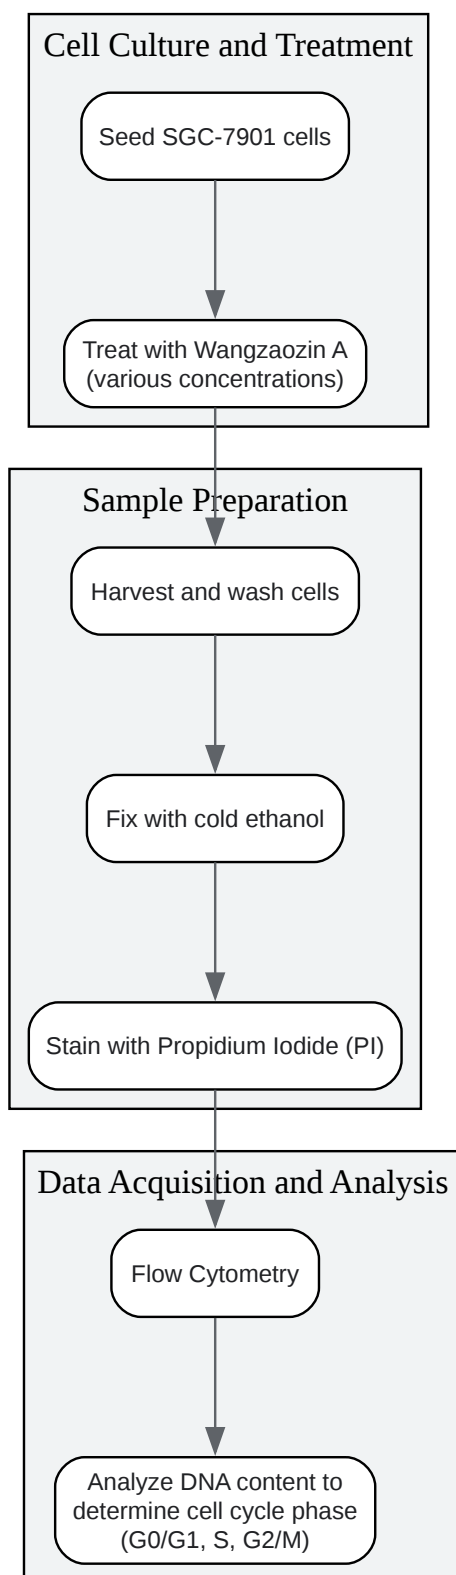 Cell Culture and Treatment
Seed SGC-7901 cells
Treat with Wangzaozin A
(various concentrations)
Sample Preparation
Harvest and wash cells
Fix with cold ethanol
Stain with Propidium Iodide (PI)
Data Acquisition and Analysis
Flow Cytometry
Analyze DNA content to
determine cell cycle phase
(G0/G1, S, G2/M)